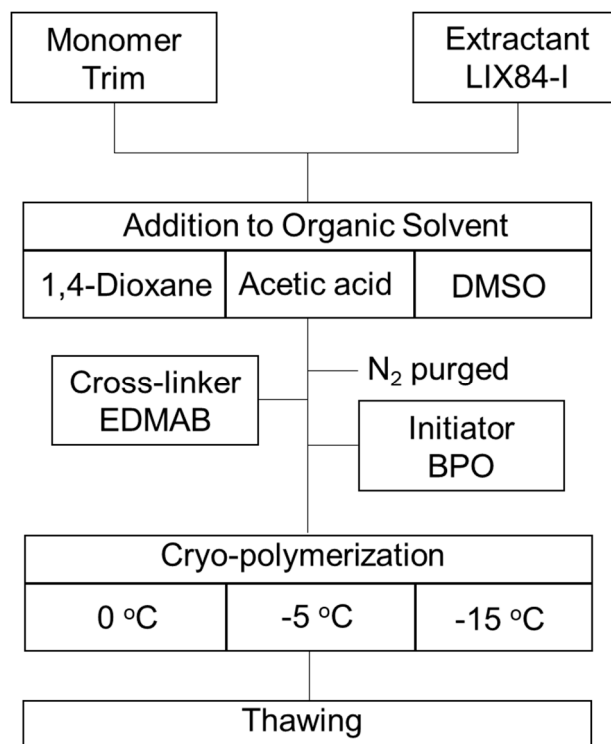 Monomer
Trim
Extractant
LIX84-I
Addition to Organic Solvent
1,4-Dioxane
Acetic acid
DMSO
N₂ purged
Cross-linker
EDMAB
Initiator
BPO
Cryo-polymerization
0 ºC
-5 ºC
-15 ºC
Thawing